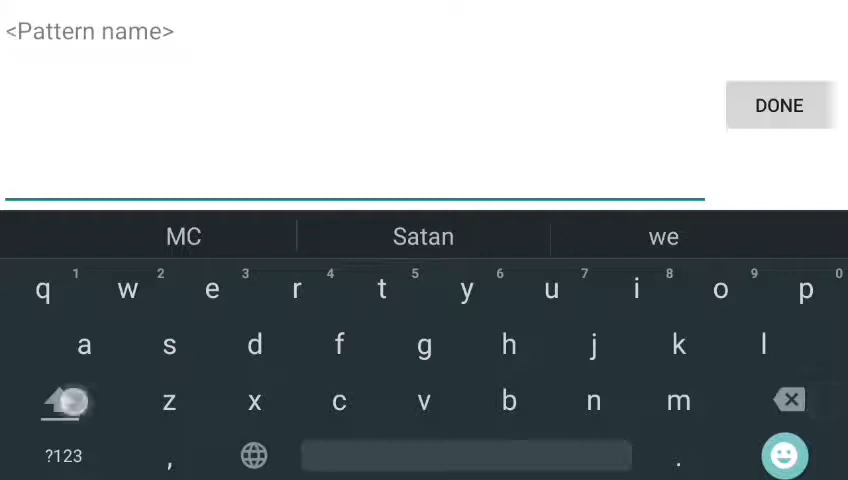 <Pattern name>
DONE
MC Satan we
q 1 w 2 e 3 r 4 t 5 y 6 u 7 i 8 o 9 p 0
a s d f g h j k l
z x c v b n m
?123 , .